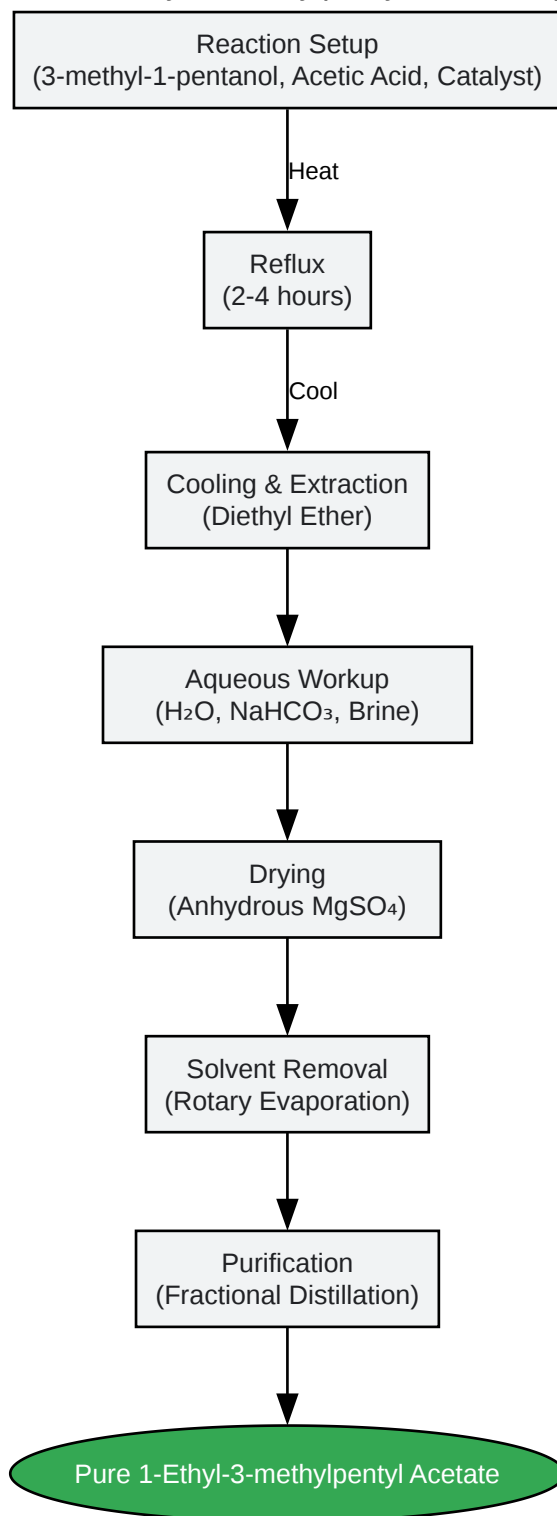 Reaction Setup
(3-methyl-1-pentanol, Acetic Acid, Catalyst)
Heat
Reflux
(2-4 hours)
Cool
Cooling & Extraction
(Diethyl Ether)
Aqueous Workup
(H₂O, NaHCO₃, Brine)
Drying
(Anhydrous MgSO₄)
Solvent Removal
(Rotary Evaporation)
Purification
(Fractional Distillation)
Pure 1-Ethyl-3-methylpentyl Acetate